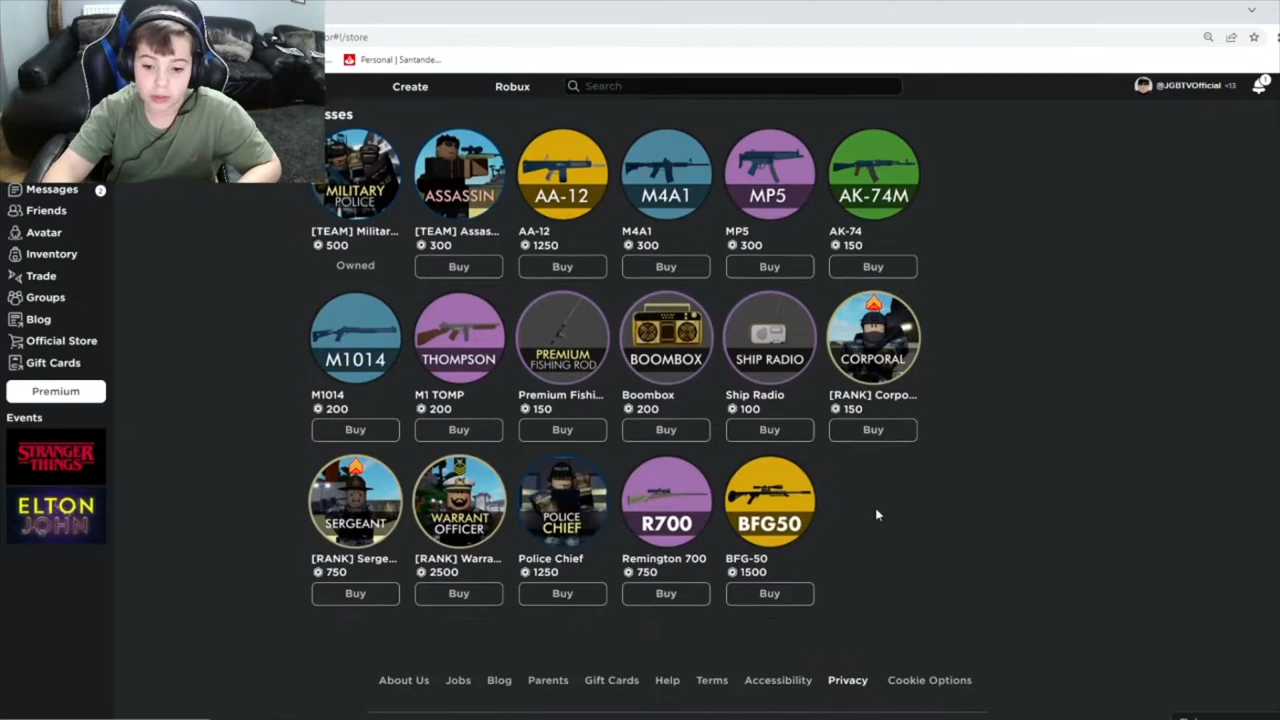 or#!/store
Personal | Santande...
Create
Robux
Search
@JGBTVOfficial <13
1
sses
MILITARY
POLICE
ASSASSIN
AA-12
M4A1
MP5
AK-74M
[TEAM] Militar...
[TEAM] Assas...
AA-12
M4A1
MP5
AK-74
500
300
1250
300
300
150
Owned
Buy
Buy
Buy
Buy
Buy
Messages
2
Friends
Avatar
Inventory
Trade
Groups
Blog
Official Store
Gift Cards
Premium
Events
STRANGER
THINGS
ELTON
JOHN
M1014
THOMPSON
PREMIUM
FISHING ROD
BOOMBOX
SHIP RADIO
CORPORAL
M1014
M1 TOMP
Premium Fishi...
Boombox
Ship Radio
[RANK] Corpo...
200
200
150
200
100
150
Buy
Buy
Buy
Buy
Buy
Buy
SERGEANT
WARRANT
OFFICER
POLICE
POLICE
CHIEF
R700
BFG50
[RANK] Serge...
[RANK] Warra...
Police Chief
Remington 700
BFG-50
750
2500
1250
750
1500
Buy
Buy
Buy
Buy
Buy
About Us
Jobs
Blog
Parents
Gift Cards
Help
Terms
Accessibility
Privacy
Cookie Options